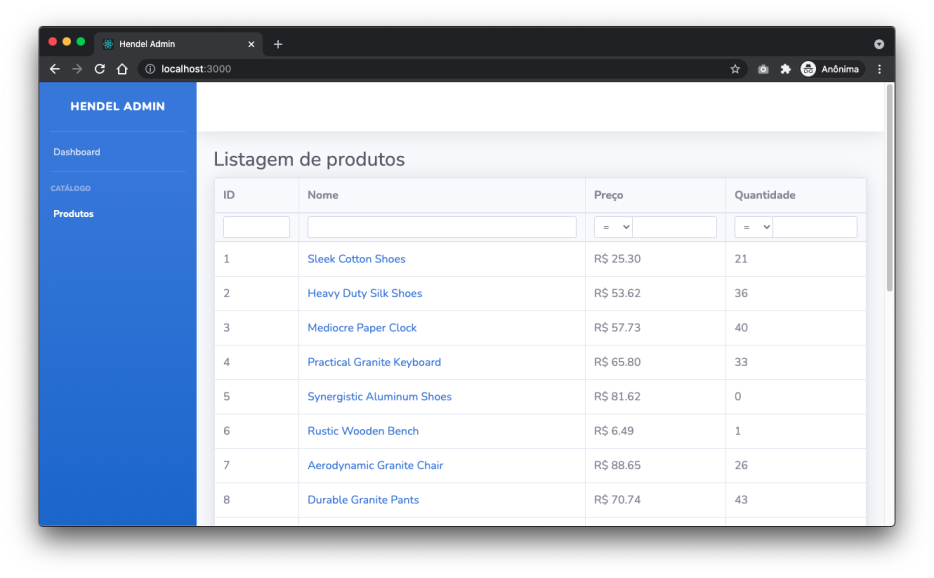 Hendel Admin
localhost:3000
Anônima
HENDEL ADMIN
Dashboard
CATÁLOGO
Produtos
Listagem de produtos
ID Nome Preço Quantidade
= =
1 Sleek Cotton Shoes R$ 25.30 21
2 Heavy Duty Silk Shoes R$ 53.62 36
3 Mediocre Paper Clock R$ 57.73 40
4 Practical Granite Keyboard R$ 65.80 33
5 Synergistic Aluminum Shoes R$ 81.62 0
6 Rustic Wooden Bench R$ 6.49 1
7 Aerodynamic Granite Chair R$ 88.65 26
8 Durable Granite Pants R$ 70.74 43